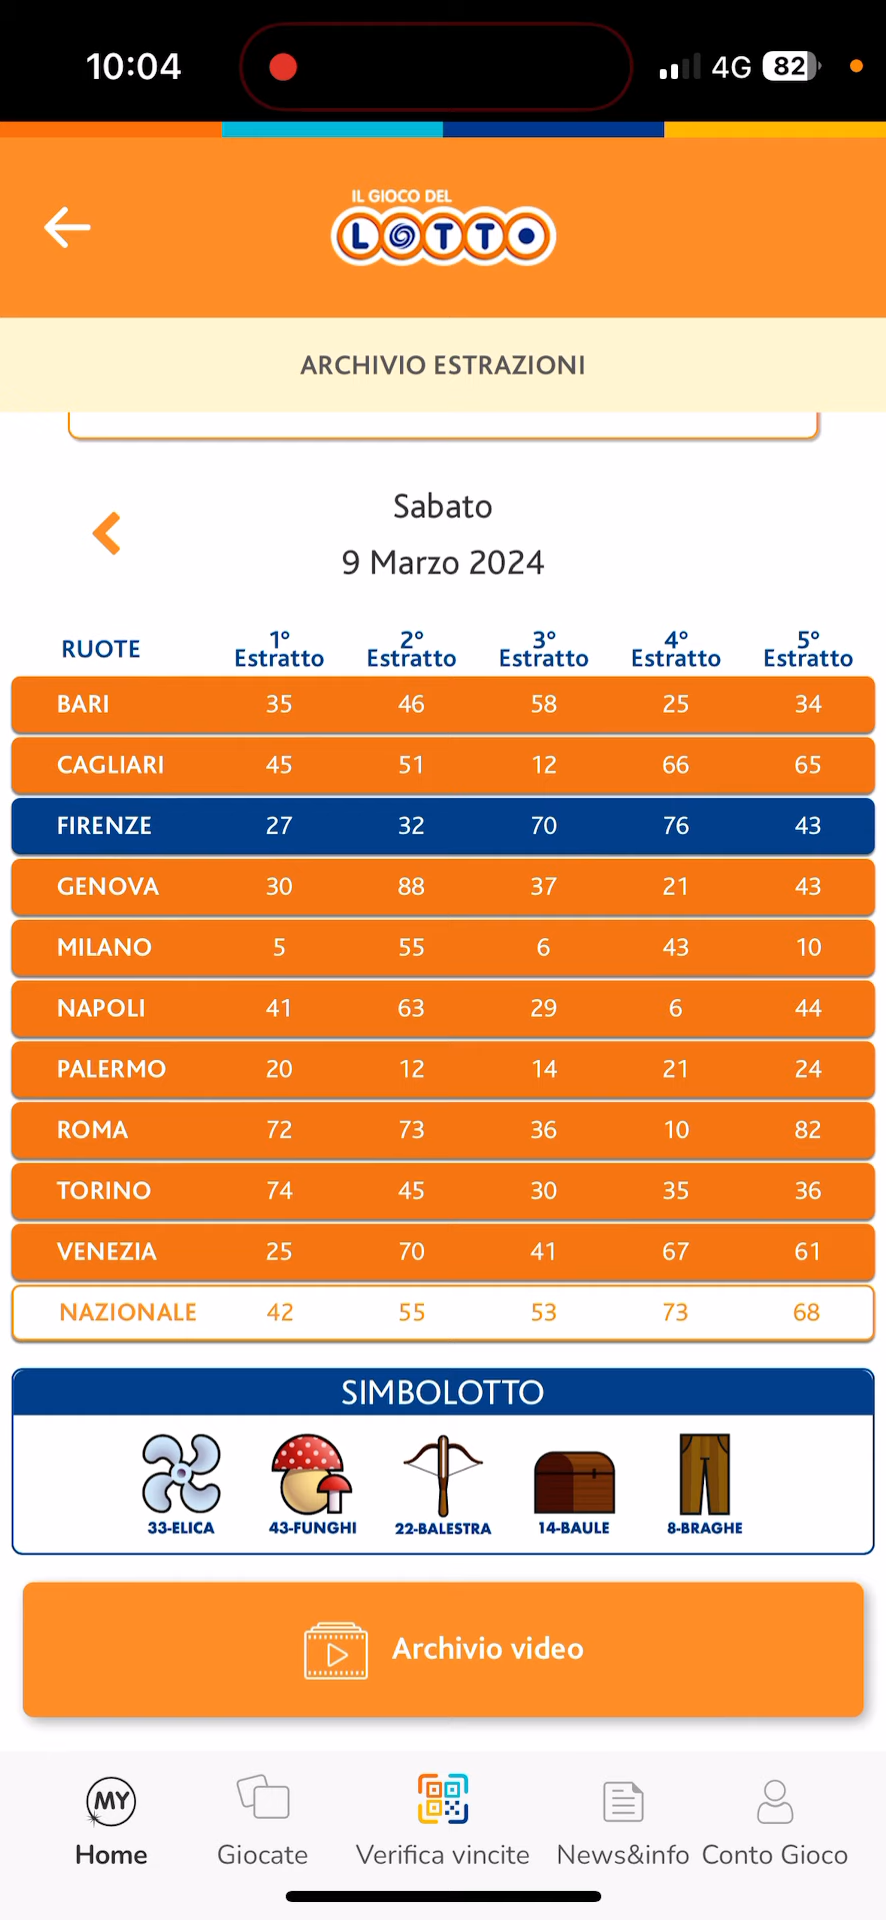 10:04
4G 82
IL GIOCO DEL
LOTTO
ARCHIVIO ESTRAZIONI
Sabato
9 Marzo 2024
RUOTE 1° Estratto 2° Estratto 3° Estratto 4° Estratto 5° Estratto
BARI 35 46 58 25 34
CAGLIARI 45 51 12 66 65
FIRENZE 27 32 70 76 43
GENOVA 30 88 37 21 43
MILANO 5 55 6 43 10
NAPOLI 41 63 29 6 44
PALERMO 20 12 14 21 24
ROMA 72 73 36 10 82
TORINO 74 45 30 35 36
VENEZIA 25 70 41 67 61
NAZIONALE 42 55 53 73 68
SIMBOLOTTO
33-ELICA 43-FUNGHI 22-BALESTRA 14-BAULE 8-BRAGHE
Archivio video
MY
Home Giocate Verifica vincite News&info Conto Gioco